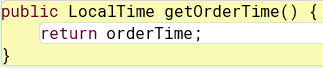 public LocalTime getOrderTime() {
    return orderTime;
}